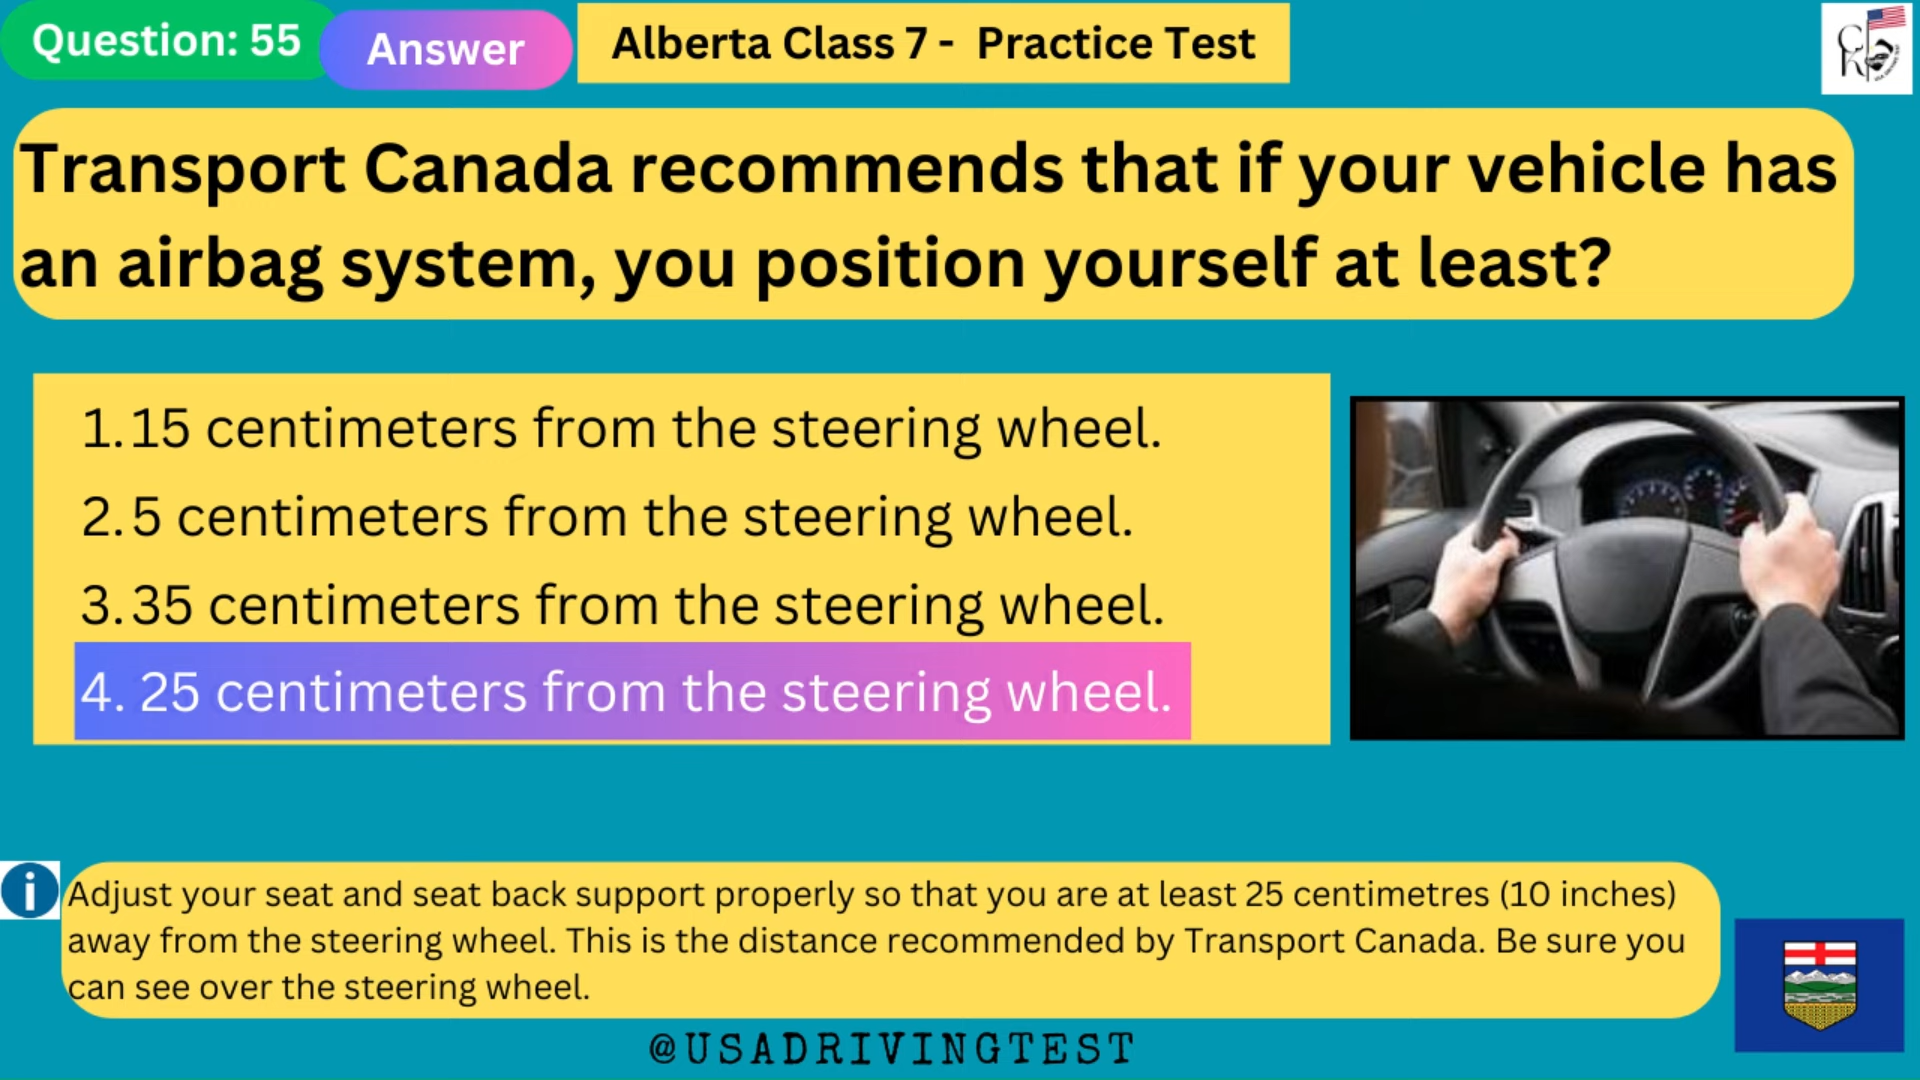 Question: 55
Answer
Alberta Class 7 - Practice Test
Transport Canada recommends that if your vehicle has
an airbag system, you position yourself at least?
1. 15 centimeters from the steering wheel.
2. 5 centimeters from the steering wheel.
3. 35 centimeters from the steering wheel.
4. 25 centimeters from the steering wheel.
i
Adjust your seat and seat back support properly so that you are at least 25 centimetres (10 inches)
away from the steering wheel. This is the distance recommended by Transport Canada. Be sure you
can see over the steering wheel.
@USADRIVINGTEST